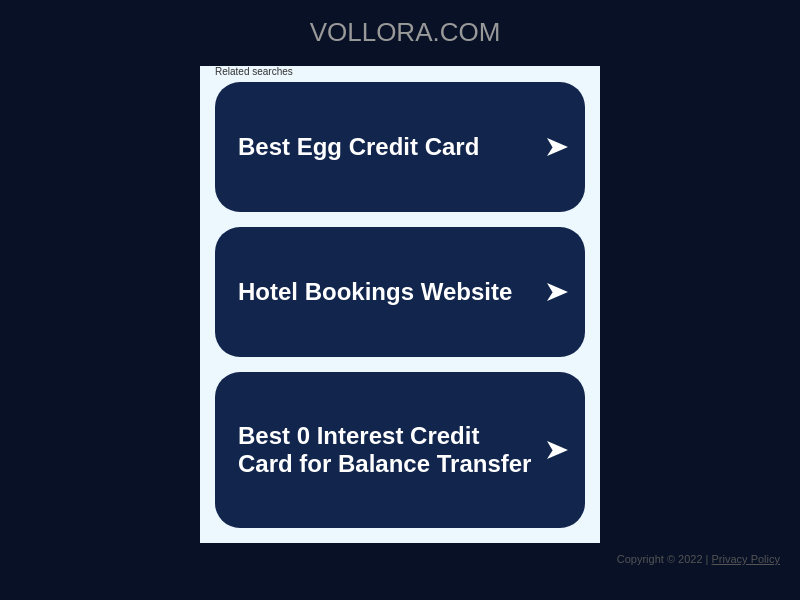 VOLLORA.COM
Related searches
Best Egg Credit Card
Hotel Bookings Website
Best 0 Interest Credit
Card for Balance Transfer
Copyright © 2022 | Privacy Policy